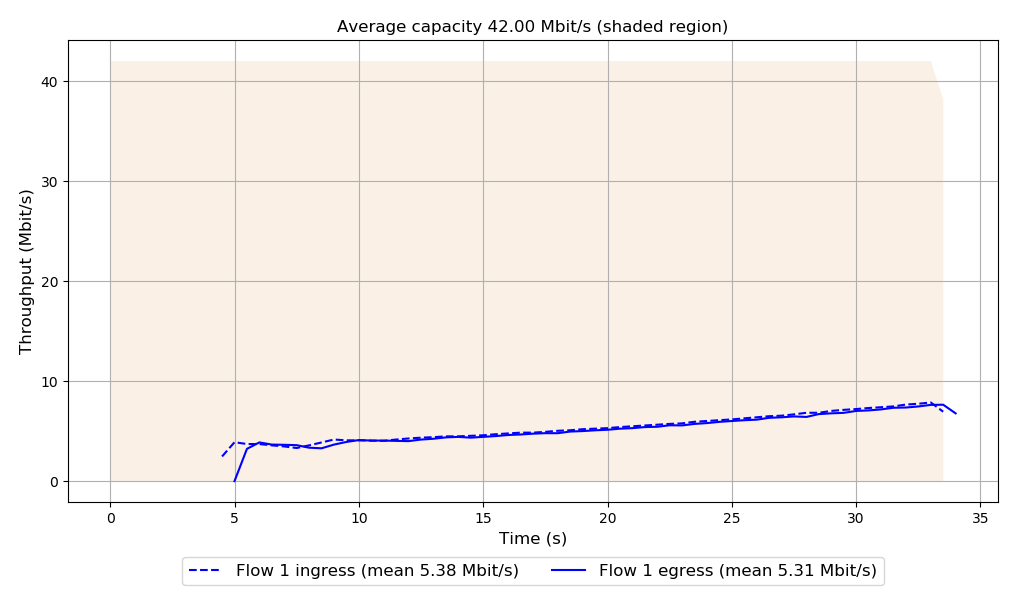 Average capacity 42.00 Mbit/s (shaded region)
Throughput (Mbit/s)
40
30
20
10
0
0 5 10 15 20 25 30 35
Time (s)
Flow 1 ingress (mean 5.38 Mbit/s) Flow 1 egress (mean 5.31 Mbit/s)